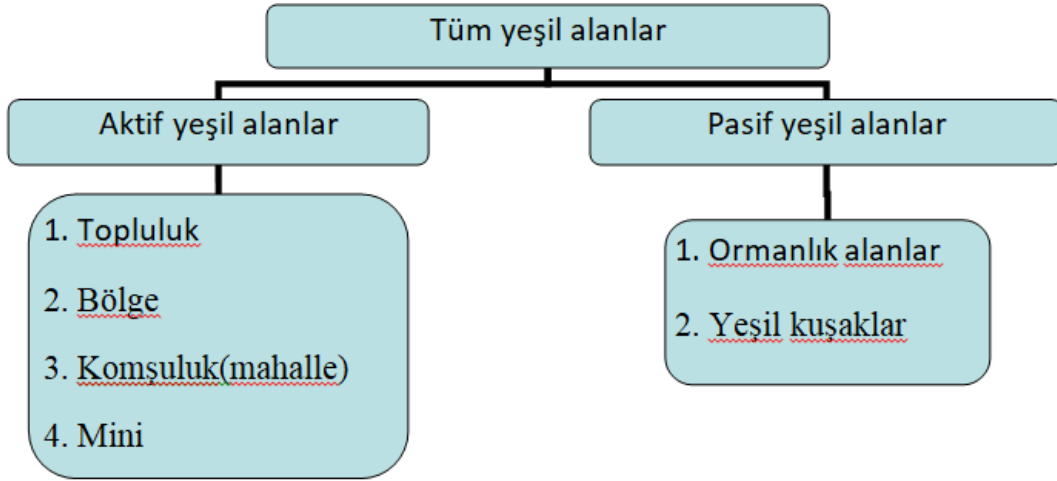 Tüm yeşil alanlar
Aktif yeşil alanlar
Pasif yeşil alanlar
1. Topluluk
2. Bölge
3. Komşuluk(mahalle)
4. Mini
1. Ormanlık alanlar
2. Yeşil kuşaklar